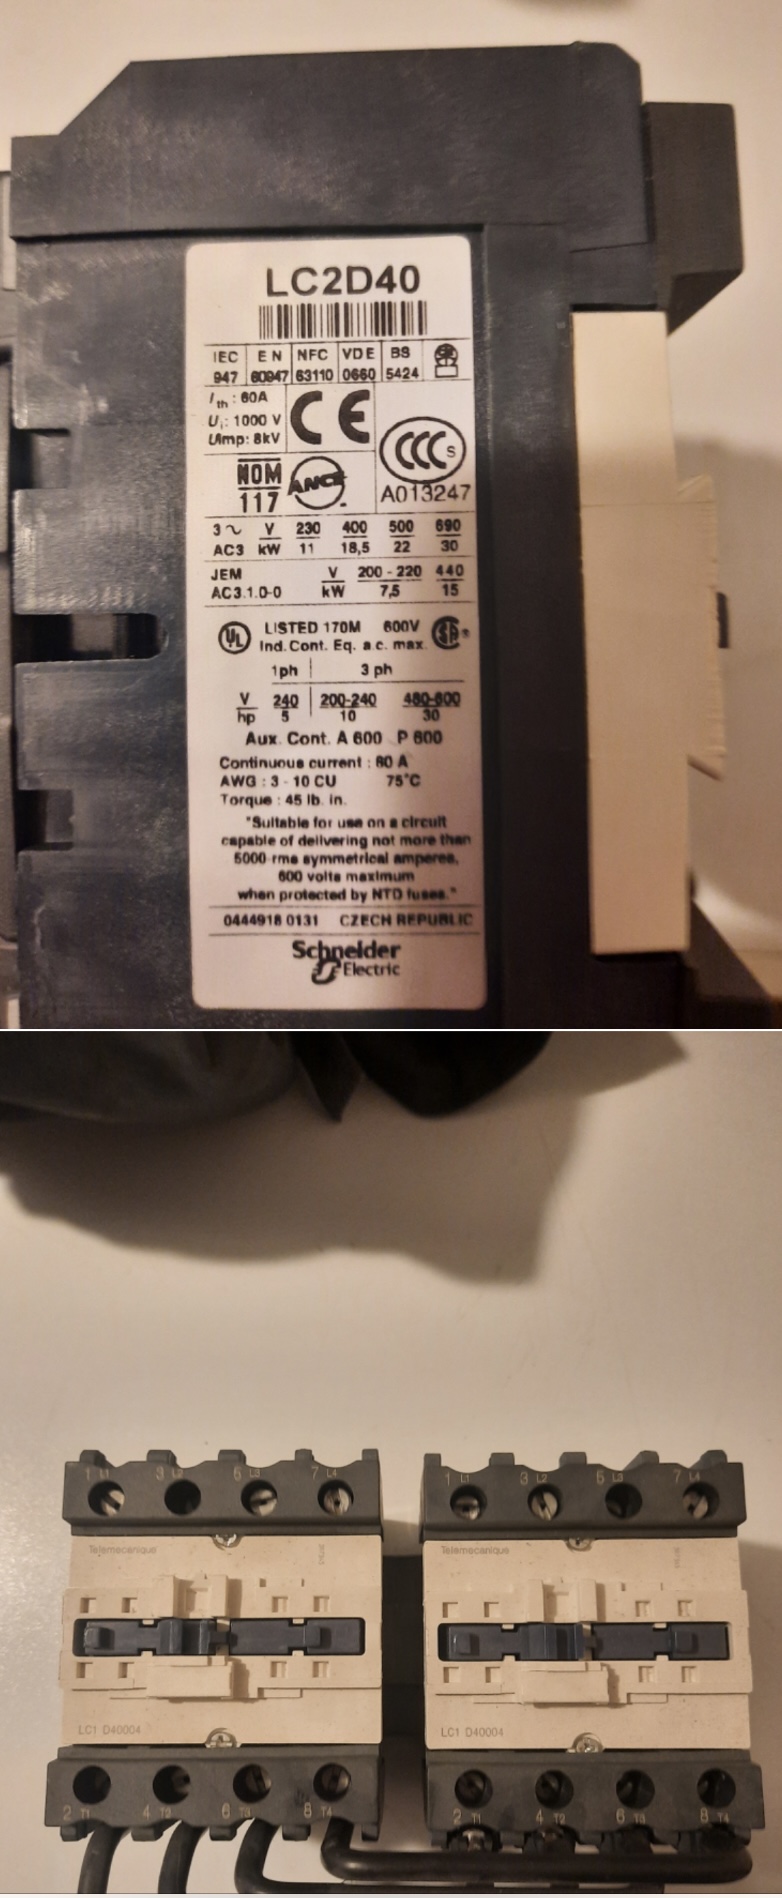 LC2D40
IEC EN NFC VDE BS
947 60947 63110 0660 5424
Ith : 60A
Ui : 1000 V
Uimp: 8kV
CE
CCC S
A013247
NOM
117
ANCE
3~ V 230 400 500 690
AC3 kW 11 18,5 22 30
JEM V 200-220 440
AC3.1.0-0 kW 7,5 15
UL LISTED 170M 600V SA
Ind.Cont. Eq. a.c. max.
1ph 3 ph
V 240 200-240 480-600
hp 5 10 30
Aux. Cont. A 600 P 600
Continuous current : 60 A
AWG : 3 - 10 CU 75°C
Torque : 45 lb. in.
"Suitable for use on a circuit
capable of delivering not more than
5000 rms symmetrical amperes,
600 volts maximum
when protected by NTD fuses."
0444918 0131 CZECH REPUBLIC
Schneider
Electric
1 L1 3 L2 5 L3 7 L4
Telemecanique
LC1 D40004
2 T1 4 T2 6 T3 8 T4
1 L1 3 L2 5 L3 7 L4
Telemecanique
LC1 D40004
2 T1 4 T2 6 T3 8 T4